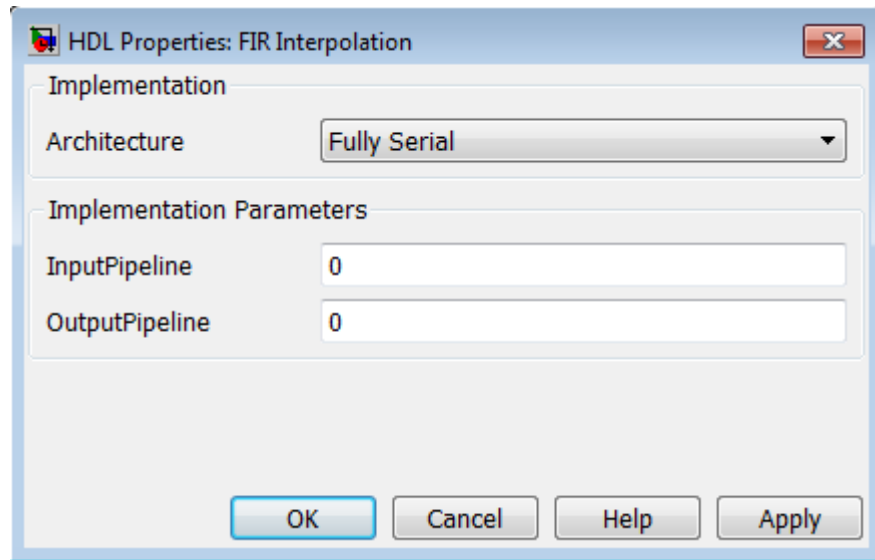 HDL Properties: FIR Interpolation
Implementation
Architecture Fully Serial
Implementation Parameters
InputPipeline 0
OutputPipeline 0
OK Cancel Help Apply